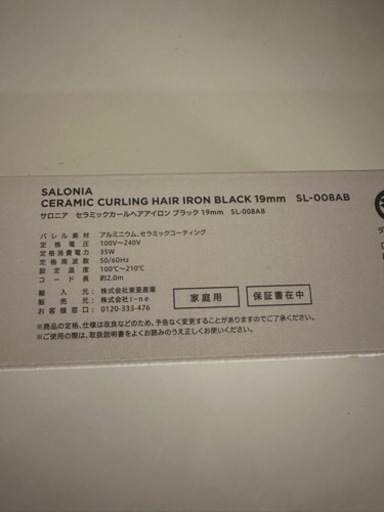 SALONIA
CERAMIC CURLING HAIR IRON BLACK 19mm SL-008AB
サロニア セラミックカールヘアアイロン ブラック 19mm SL-008AB
バレル素材 : アルミニウム、セラミックコーティング
定格電圧 : 100V〜240V
定格消費電力 : 35W
定格周波数 : 50/60Hz
設定温度 : 100℃〜210℃
コード長 : 約2.0m
輸入元 : 株式会社東亜産業
販売元 : 株式会社I-ne
お客様窓口 : 0120-333-476
家庭用
保証書在中
※商品の定格、仕様は改良などのため、予告なく変更することがありますのでご了承ください。
※ご使用の際は、取扱説明書をよくお読みのうえ正しくお使いください。